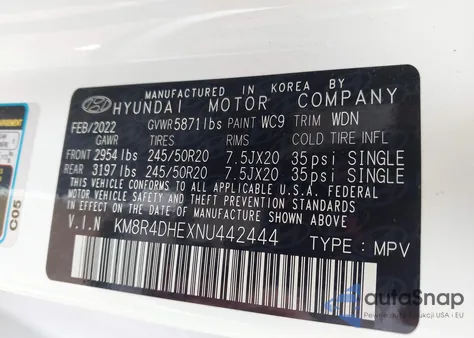 MANUFACTURED IN KOREA BY
HYUNDAI MOTOR COMPANY
FEB/2022 GVWR 5871lbs PAINT WC9 TRIM WDN
GAWR TIRES RIMS COLD TIRE INFL
FRONT 2954 lbs 245/50R20 7.5JX20 35psi SINGLE
REAR 3197 lbs 245/50R20 7.5JX20 35psi SINGLE
THIS VEHICLE CONFORMS TO ALL APPLICABLE U.S.A. FEDERAL
MOTOR VEHICLE SAFETY AND THEFT PREVENTION STANDARDS
IN EFFECT ON THE DATE OF MANUFACTURE SHOWN ABOVE.
V.I.N KM8R4DHEXNU442444 TYPE : MPV
C05
autoSnap